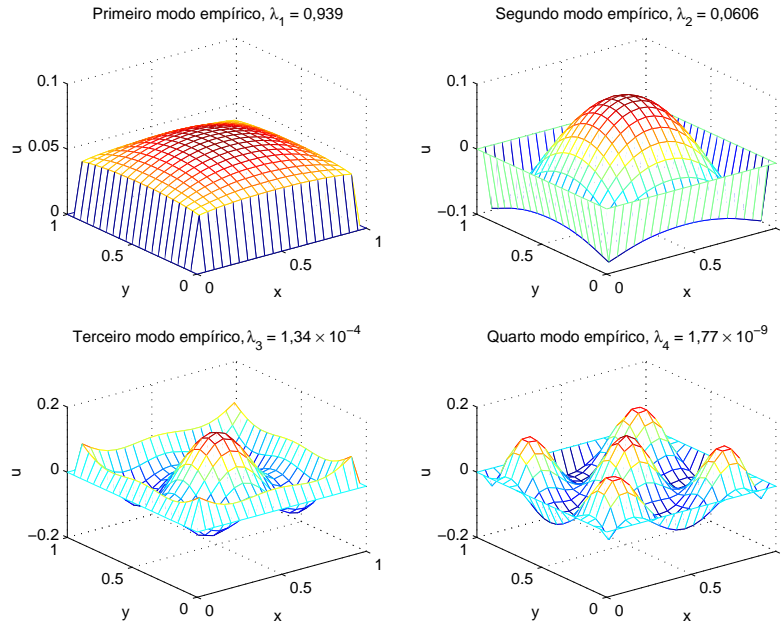 Primeiro modo empírico, λ₁ = 0,939
0.1
0.05
0
u
1
0.5
0
y
0
0.5
1
x
Segundo modo empírico, λ₂ = 0,0606
0.1
0
−0.1
u
1
0.5
0
y
0
0.5
1
x
Terceiro modo empírico, λ₃ = 1,34 × 10⁻⁴
0.2
0
−0.2
u
1
0.5
0
y
0
0.5
1
x
Quarto modo empírico, λ₄ = 1,77 × 10⁻⁹
0.2
0
−0.2
u
1
0.5
0
y
0
0.5
1
x